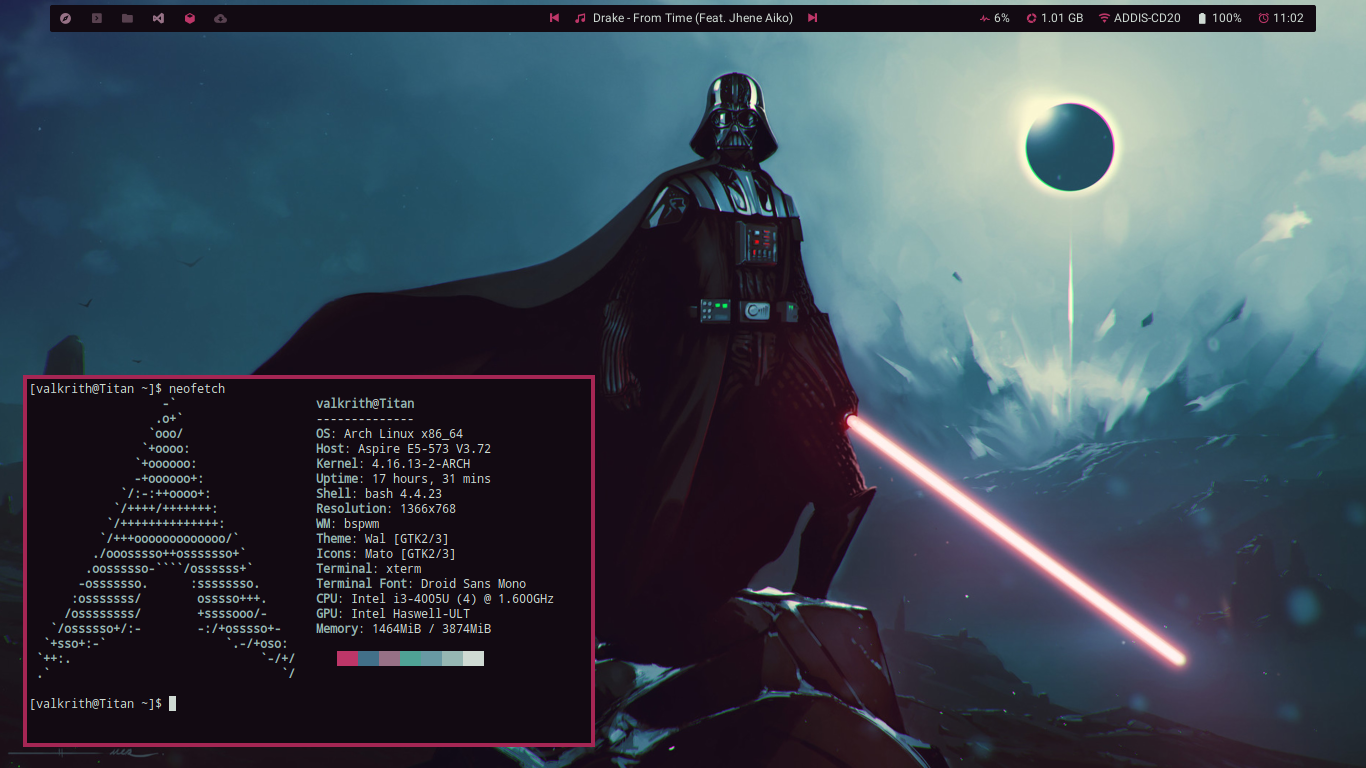 Drake - From Time (Feat. Jhene Aiko) 6% 1.01 GB ADDIS-CD20 100% 11:02
[valkrith@Titan ~]$ neofetch
valkrith@Titan
--------------
OS: Arch Linux x86_64
Host: Aspire E5-573 V3.72
Kernel: 4.16.13-2-ARCH
Uptime: 17 hours, 31 mins
Shell: bash 4.4.23
Resolution: 1366x768
WM: bspwm
Theme: Wal [GTK2/3]
Icons: Mato [GTK2/3]
Terminal: xterm
Terminal Font: Droid Sans Mono
CPU: Intel i3-4005U (4) @ 1.600GHz
GPU: Intel Haswell-ULT
Memory: 1464MiB / 3874MiB
[valkrith@Titan ~]$